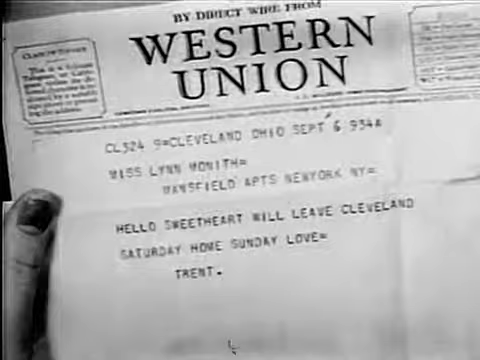 BY DIRECT WIRE FROM
WESTERN
UNION
CL324 9=CLEVELAND OHIO SEPT 6 934A
MISS LYNN MONITH=
MANSFIELD APTS NEWYORK NY=
HELLO SWEETHEART WILL LEAVE CLEVELAND
SATURDAY HOME SUNDAY LOVE=
TRENT.